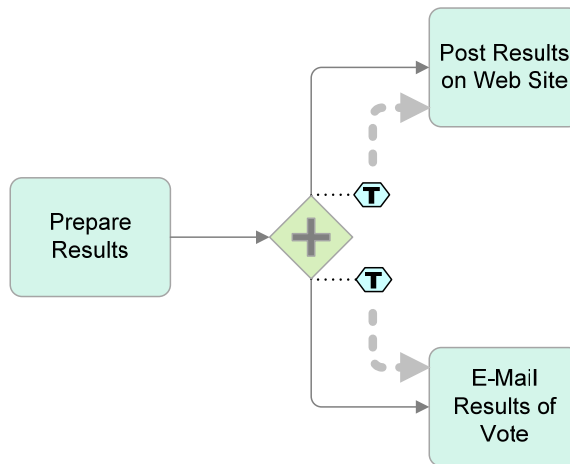 Post Results
on Web Site
T
Prepare
Results
T
E-Mail
Results of
Vote